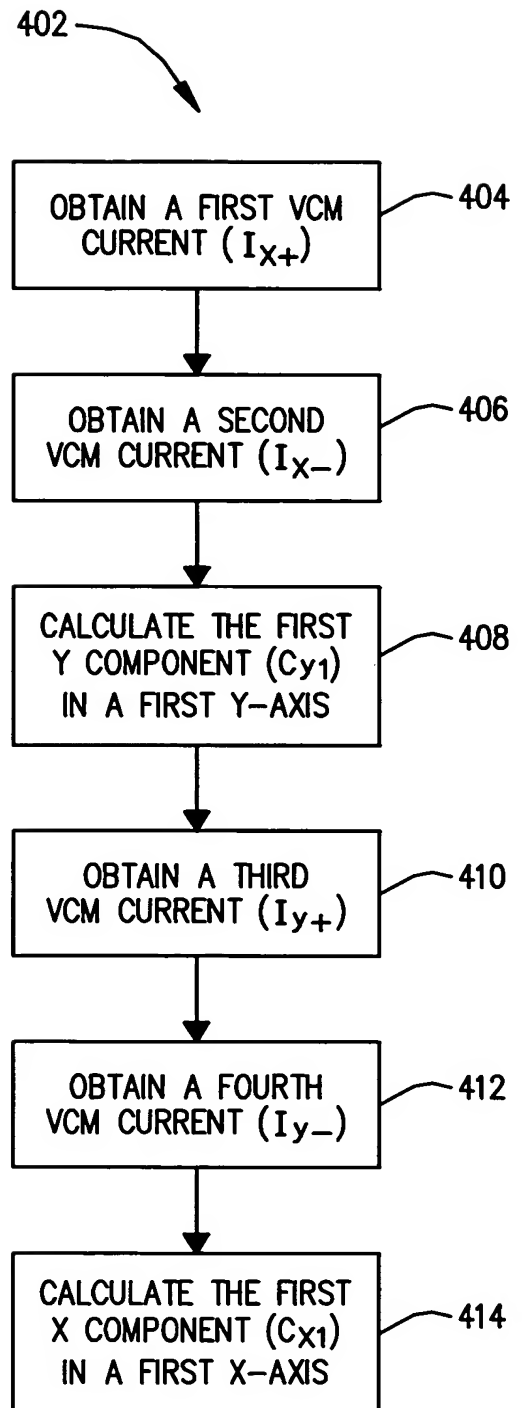 402
OBTAIN A FIRST VCM
CURRENT (IX+)
404
OBTAIN A SECOND
VCM CURRENT (IX−)
406
CALCULATE THE FIRST
Y COMPONENT (Cy1)
IN A FIRST Y−AXIS
408
OBTAIN A THIRD
VCM CURRENT (Iy+)
410
OBTAIN A FOURTH
VCM CURRENT (Iy−)
412
CALCULATE THE FIRST
X COMPONENT (CX1)
IN A FIRST X−AXIS
414